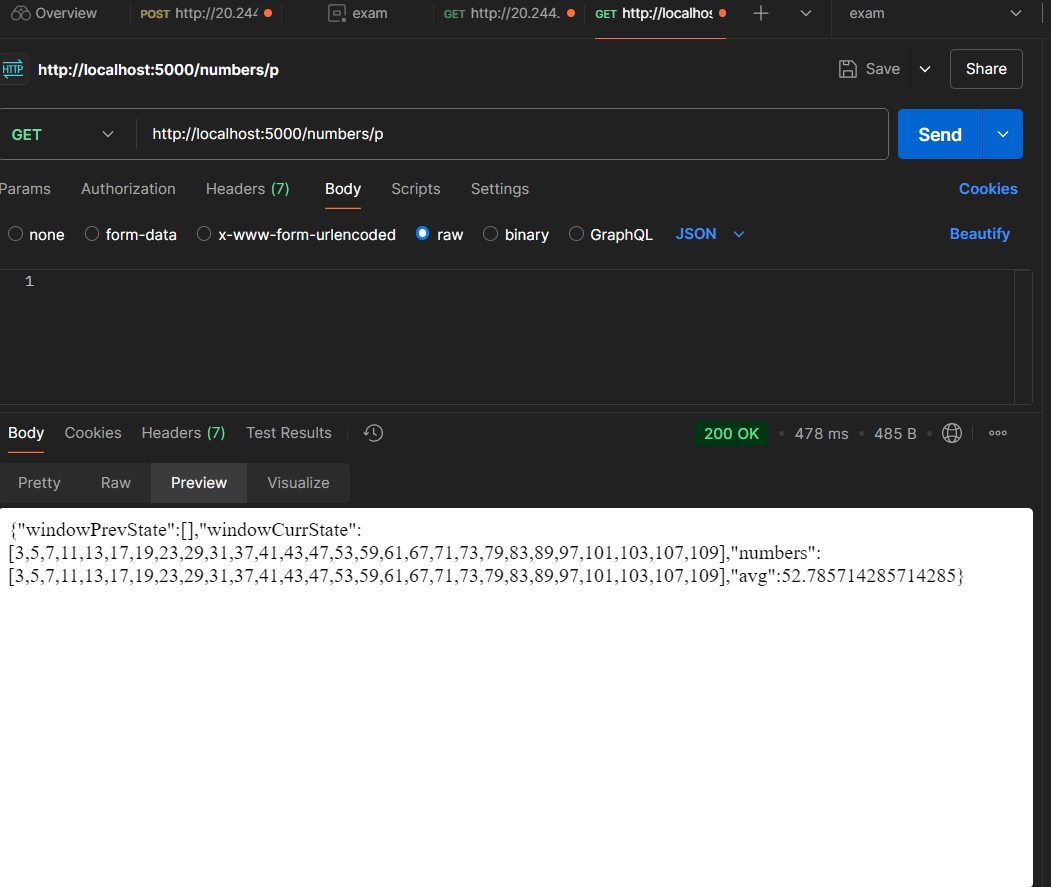 Overview POST http://20.244 exam GET http://20.244. GET http://localhos exam
HTTP http://localhost:5000/numbers/p Save Share
GET http://localhost:5000/numbers/p Send
Params Authorization Headers (7) Body Scripts Settings Cookies
none form-data x-www-form-urlencoded raw binary GraphQL JSON Beautify
1
Body Cookies Headers (7) Test Results 200 OK 478 ms 485 B
Pretty Raw Preview Visualize
{"windowPrevState":[],"windowCurrState":
[3,5,7,11,13,17,19,23,29,31,37,41,43,47,53,59,61,67,71,73,79,83,89,97,101,103,107,109],"numbers":
[3,5,7,11,13,17,19,23,29,31,37,41,43,47,53,59,61,67,71,73,79,83,89,97,101,103,107,109],"avg":52.785714285714285}